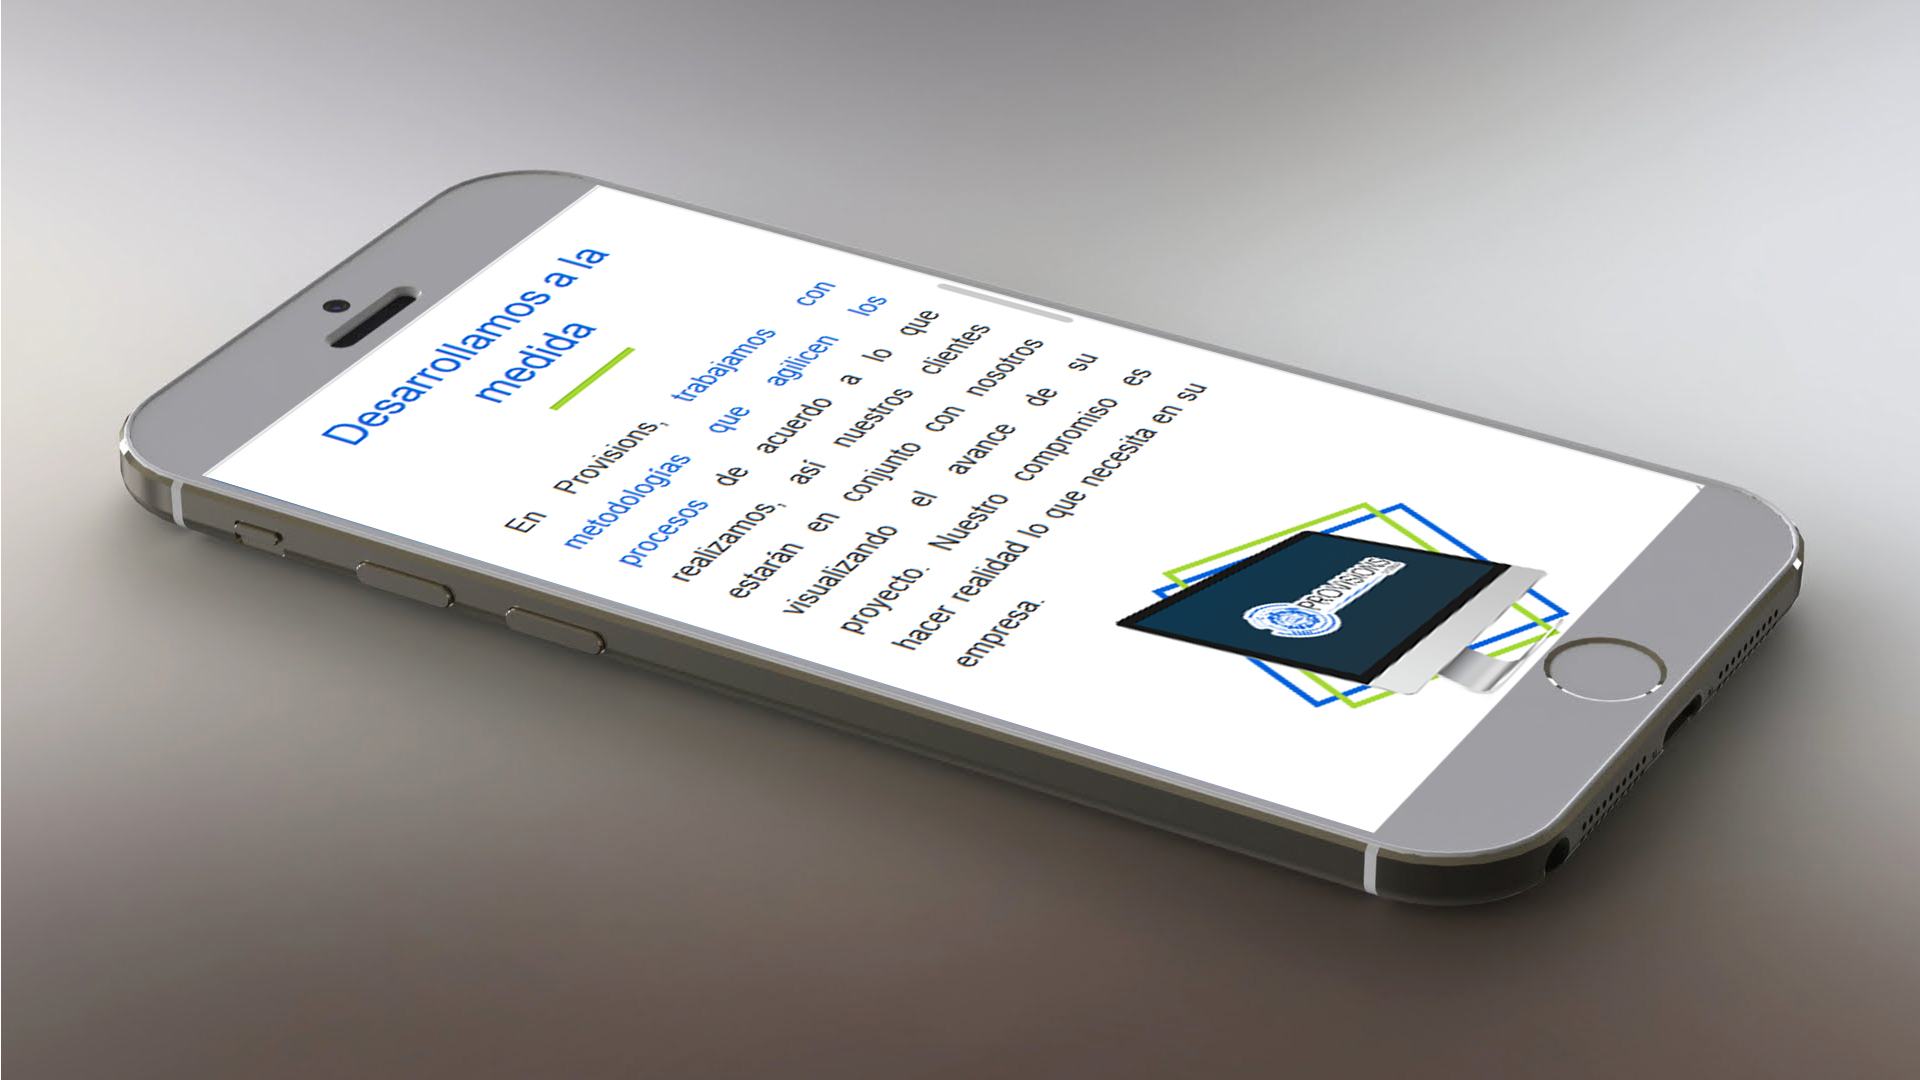 Desarrollamos a la
medida
En Provisions, trabajamos con
metodologías que agilicen los
procesos de acuerdo a lo que
realizamos, así nuestros clientes
estarán en conjunto con nosotros
visualizando el avance de su
proyecto. Nuestro compromiso es
hacer realidad lo que necesita en su
empresa.
PROVISIONS